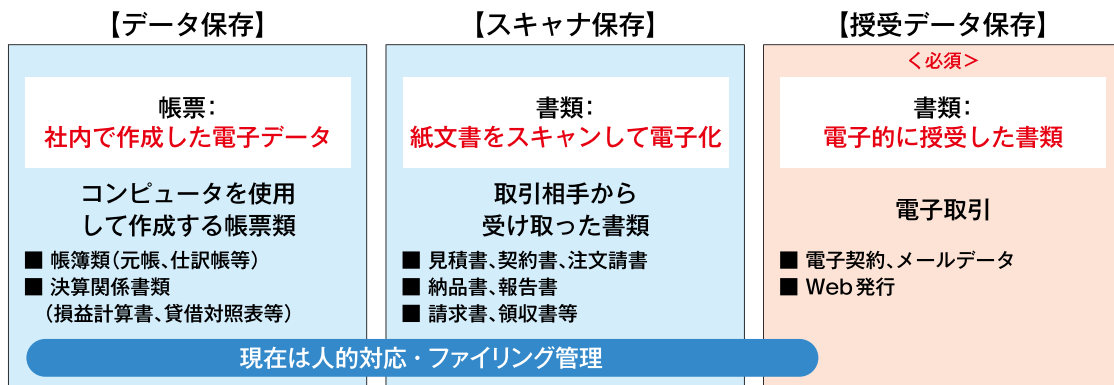 【データ保存】
帳票：
社内で作成した電子データ
コンピュータを使用
して作成する帳票類
■ 帳簿類（元帳、仕訳帳等）
■ 決算関係書類
（損益計算書、貸借対照表等）
【スキャナ保存】
書類：
紙文書をスキャンして電子化
取引相手から
受け取った書類
■ 見積書、契約書、注文請書
■ 納品書、報告書
■ 請求書、領収書等
【授受データ保存】
＜必須＞
書類：
電子的に授受した書類
電子取引
■ 電子契約、メールデータ
■ Web発行
現在は人的対応・ファイリング管理